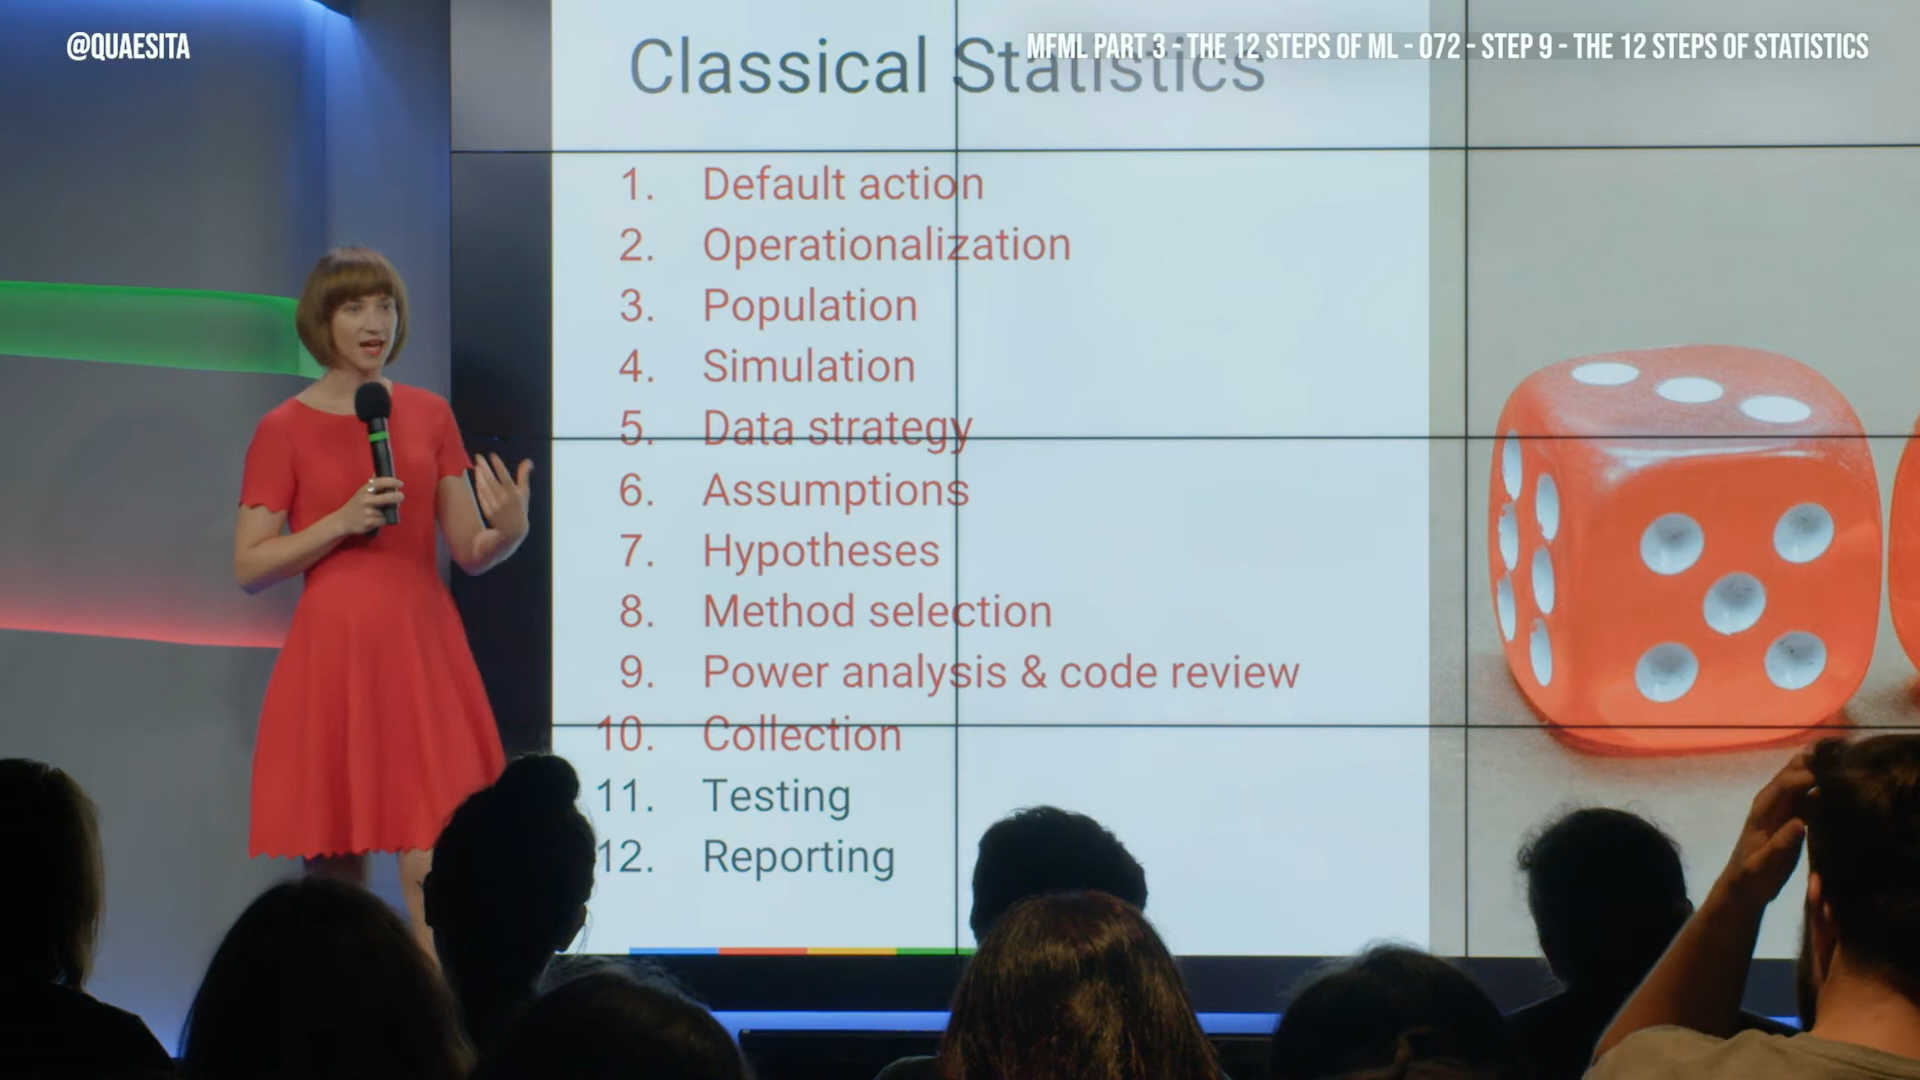 @QUAESITA
MFML PART 3 - THE 12 STEPS OF ML - 072 - STEP 9 - THE 12 STEPS OF STATISTICS
Classical Statistics
1. Default action
2. Operationalization
3. Population
4. Simulation
5. Data strategy
6. Assumptions
7. Hypotheses
8. Method selection
9. Power analysis & code review
10. Collection
11. Testing
12. Reporting